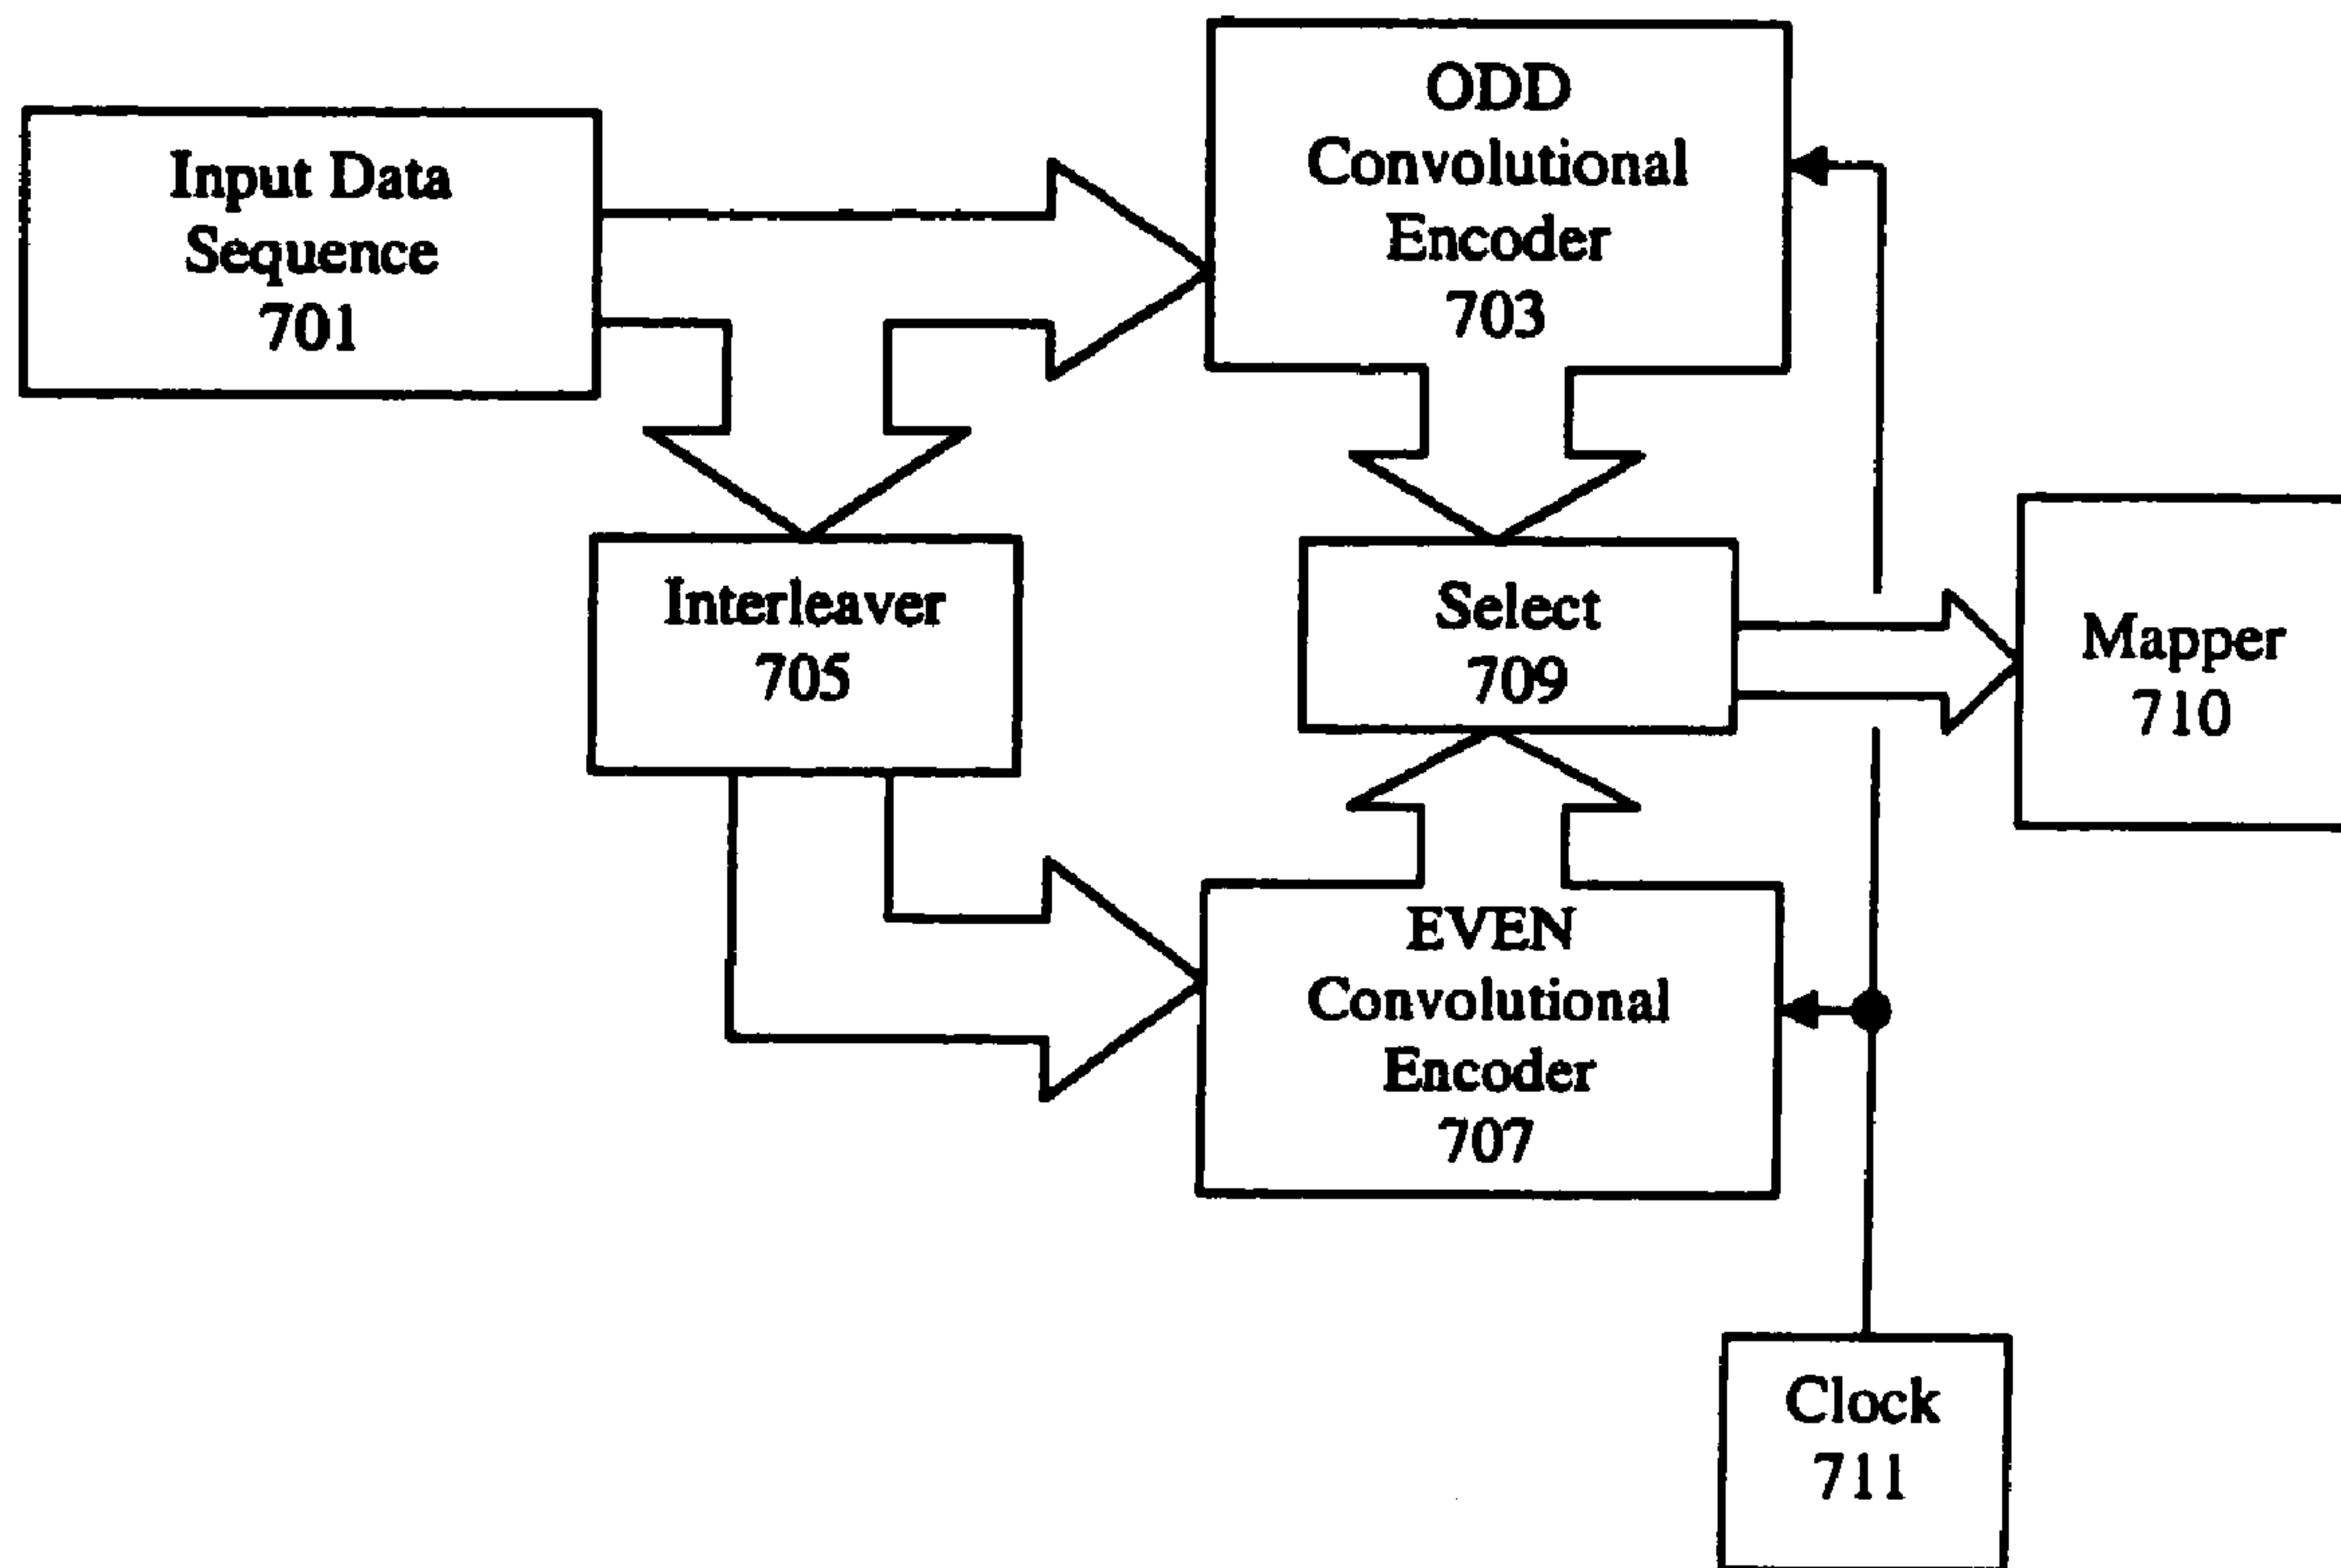 Input Data
Sequence
701
ODD
Convolutional
Encoder
703
Interleaver
705
Select
709
Mapper
710
EVEN
Convolutional
Encoder
707
Clock
711